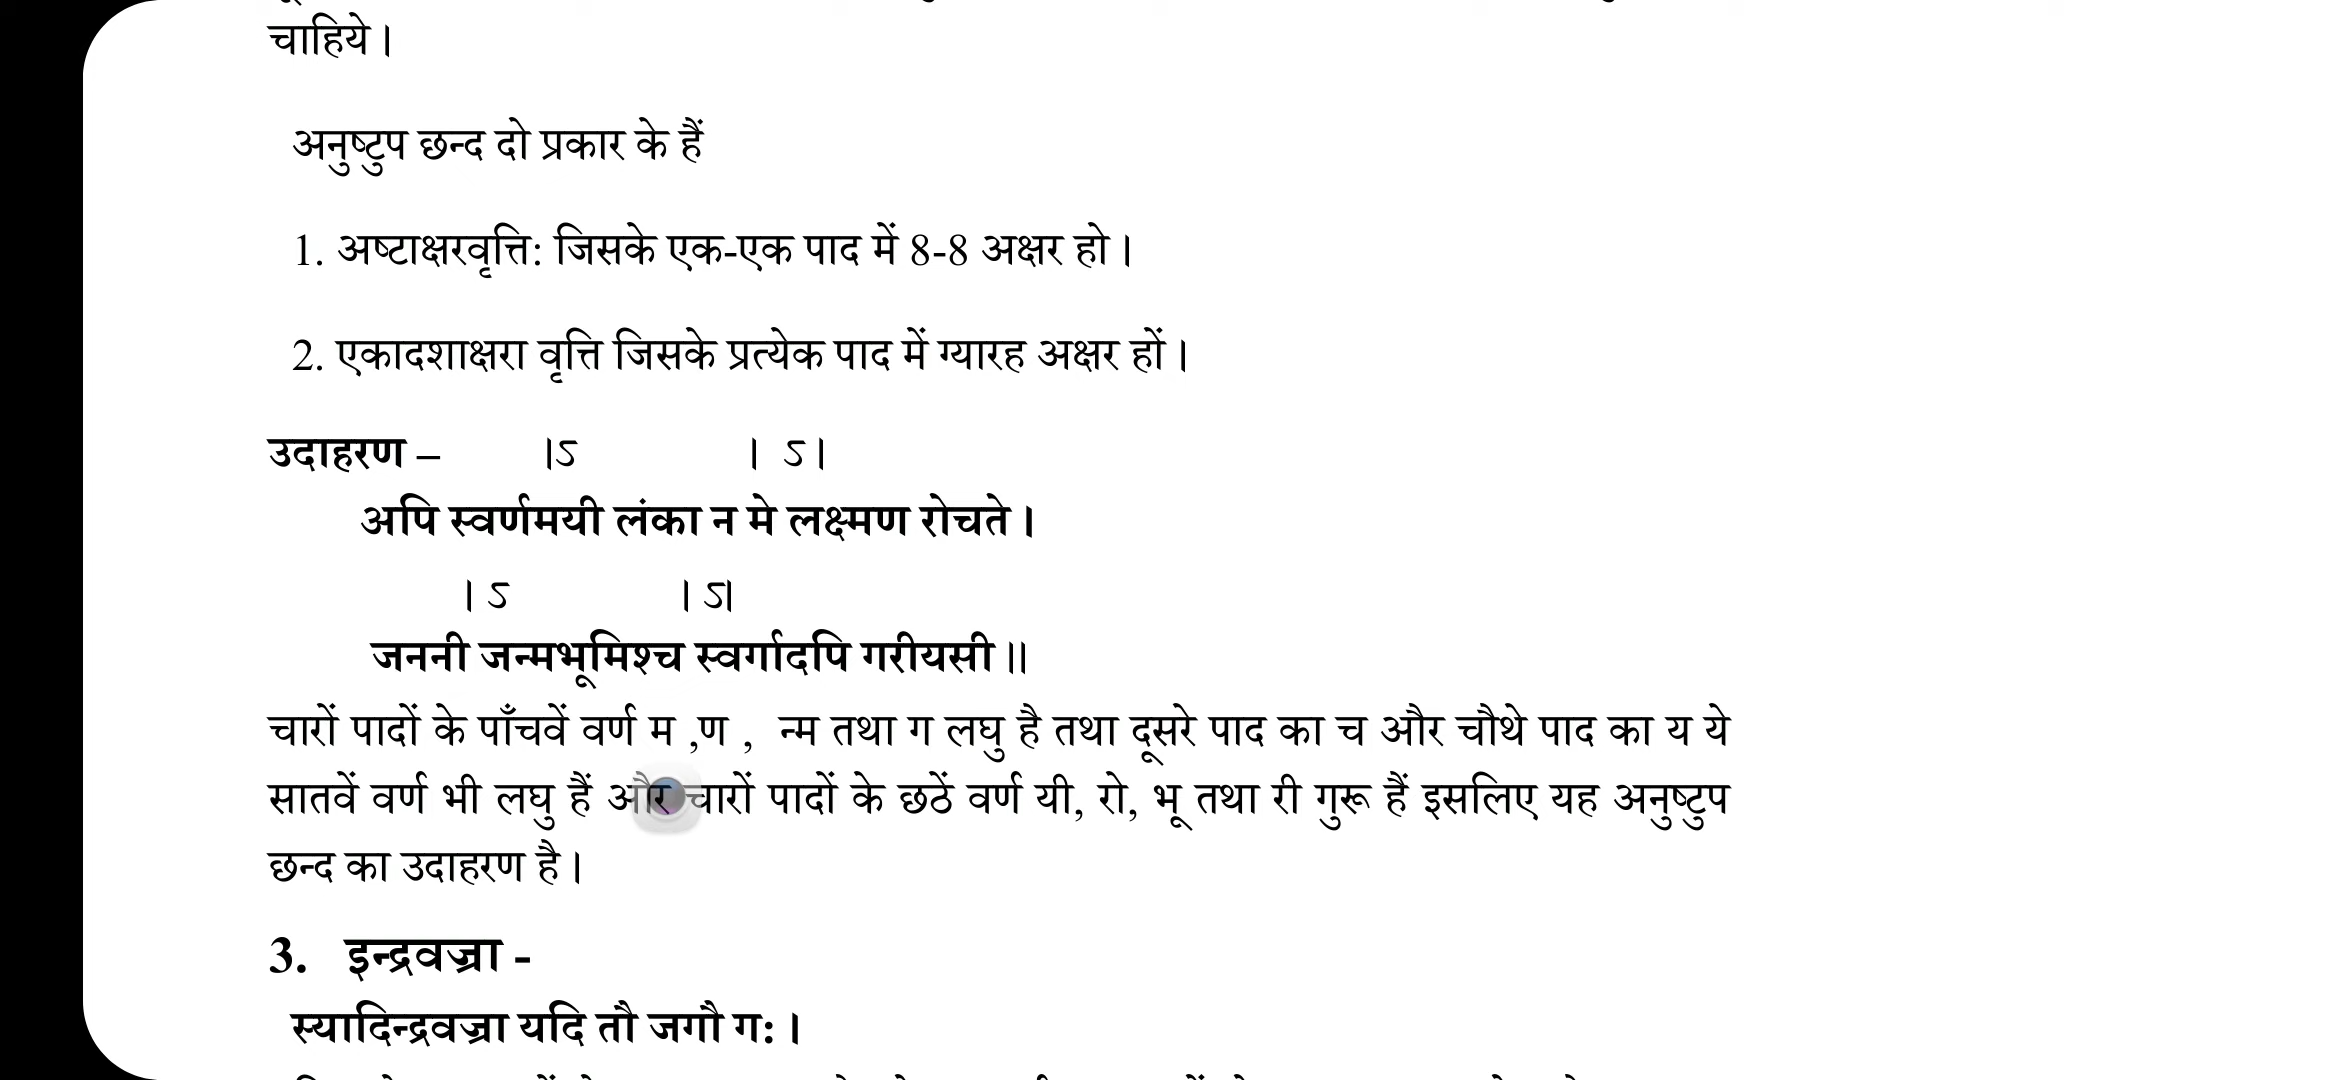 चाहिये।
अनुष्टुप छन्द दो प्रकार के हैं
1. अष्टाक्षरवृत्ति: जिसके एक-एक पाद में 8-8 अक्षर हो।
2. एकादशाक्षरा वृत्ति जिसके प्रत्येक पाद में ग्यारह अक्षर हों।
उदाहरण – ।ऽ । ऽ।
अपि स्वर्णमयी लंका न मे लक्ष्मण रोचते।
। ऽ । ऽ।
जननी जन्मभूमिश्च स्वर्गादपि गरीयसी॥
चारों पादों के पाँचवें वर्ण म ,ण , न्म तथा ग लघु है तथा दूसरे पाद का च और चौथे पाद का य ये
सातवें वर्ण भी लघु हैं और चारों पादों के छठें वर्ण यी, रो, भू तथा री गुरू हैं इसलिए यह अनुष्टुप
छन्द का उदाहरण है।
3. इन्द्रवज्रा -
स्यादिन्द्रवज्रा यदि तौ जगौ ग:।